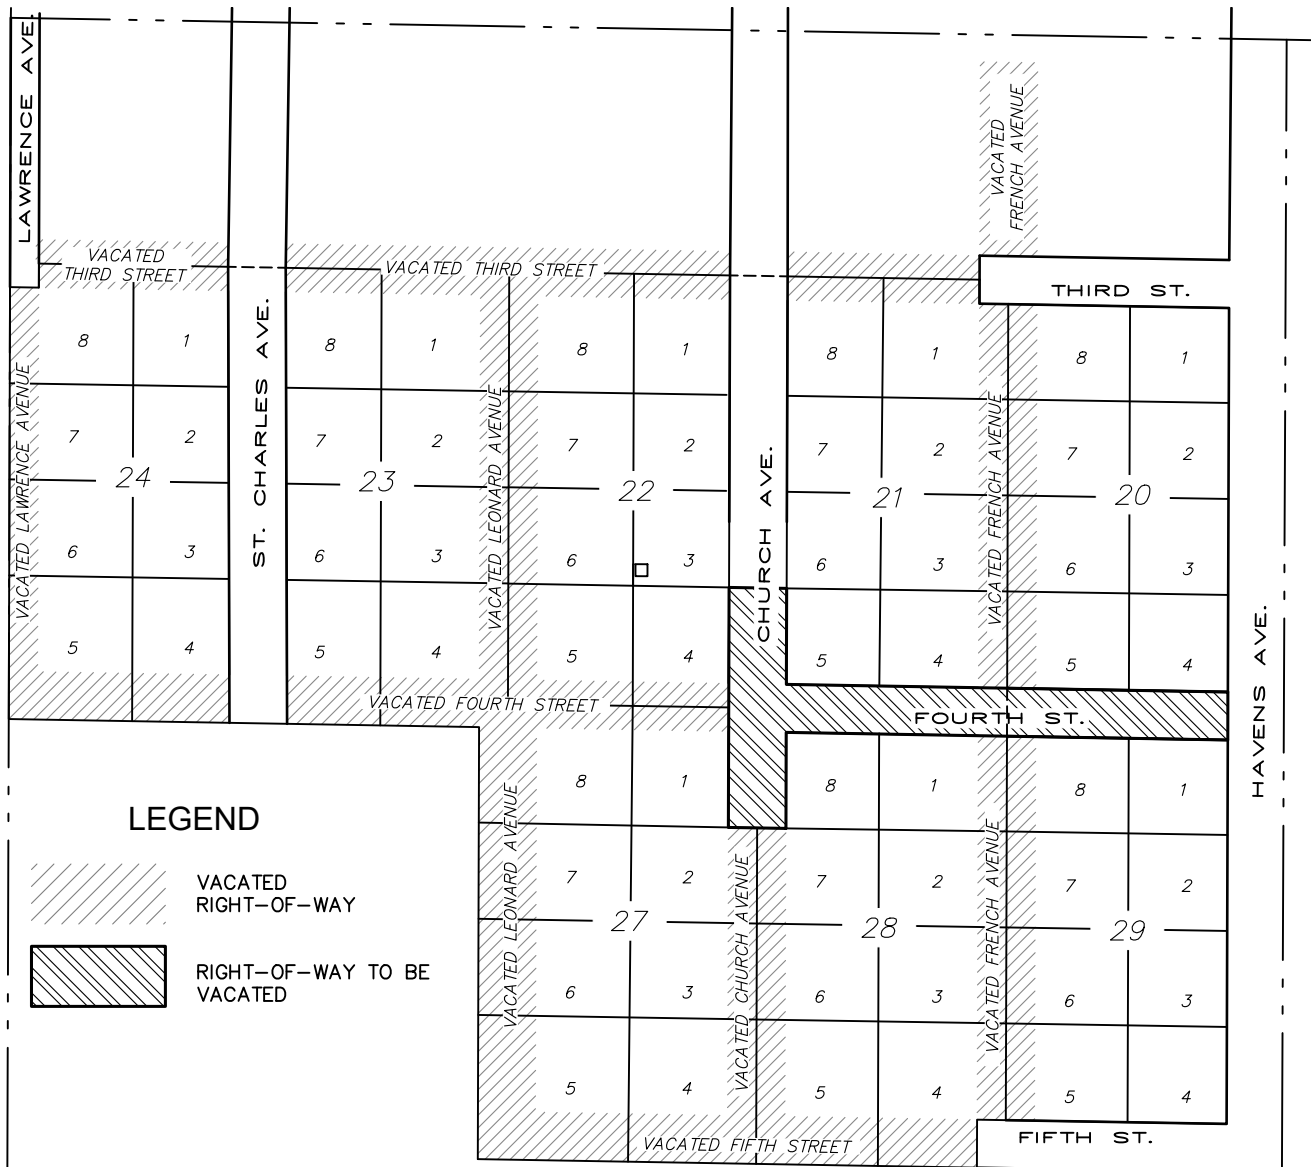 LAWRENCE AVE.
VACATED
FRENCH AVENUE
VACATED
THIRD STREET
VACATED THIRD STREET
THIRD ST.
ST. CHARLES AVE.
CHURCH AVE.
HAVENS AVE.
VACATED LAWRENCE AVENUE
VACATED LEONARD AVENUE
VACATED FRENCH AVENUE
8 1 8 1 8 1 8 1 8 1
7 2 7 2 7 2 7 2 7 2
24 23 22 21 20
6 3 6 3 6 3 6 3 6 3
5 4 5 4 5 4 5 4 5 4
VACATED FOURTH STREET
FOURTH ST.
8 1 8 1 8 1
7 2 7 2 7 2
27 28 29
6 3 6 3 6 3
5 4 5 4 5 4
VACATED LEONARD AVENUE
VACATED CHURCH AVENUE
VACATED FRENCH AVENUE
VACATED FIFTH STREET
FIFTH ST.
LEGEND
VACATED
RIGHT-OF-WAY
RIGHT-OF-WAY TO BE
VACATED